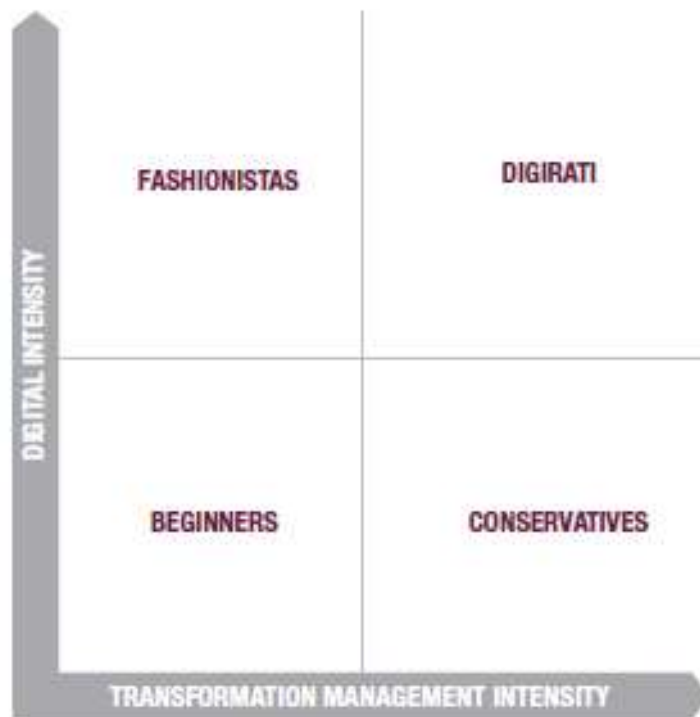 FASHIONISTAS
DIGIRATI
DIGITAL INTENSITY
BEGINNERS
CONSERVATIVES
TRANSFORMATION MANAGEMENT INTENSITY